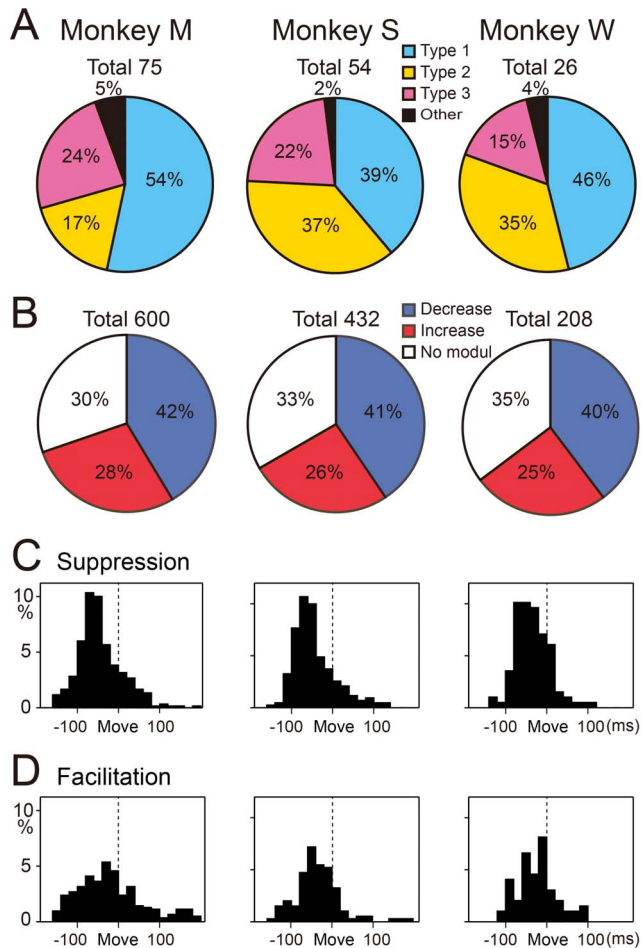 A
Monkey M
Monkey S
Monkey W
Total 75
Total 54
Total 26
Type 1
Type 2
Type 3
Other
5%
24%
54%
17%
2%
22%
39%
37%
4%
15%
46%
35%
B
Total 600
Total 432
Total 208
Decrease
Increase
No modul
30%
42%
28%
33%
41%
26%
35%
40%
25%
C Suppression
10
%
5
0
-100 Move 100
-100 Move 100
-100 Move 100 (ms)
D Facilitation
10
%
5
0
-100 Move 100
-100 Move 100
-100 Move 100 (ms)